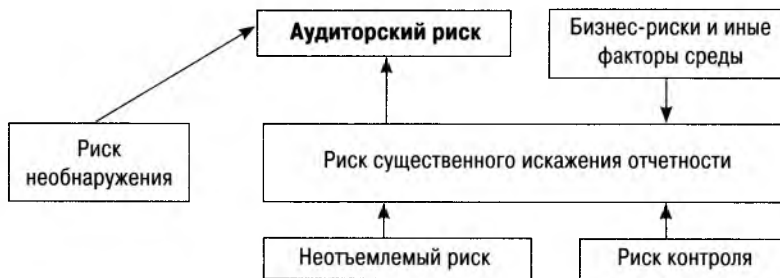 Аудиторский риск
Бизнес-риски и иные
факторы среды
Риск
необнаружения
Риск существенного искажения отчетности
Неотъемлемый риск
Риск контроля